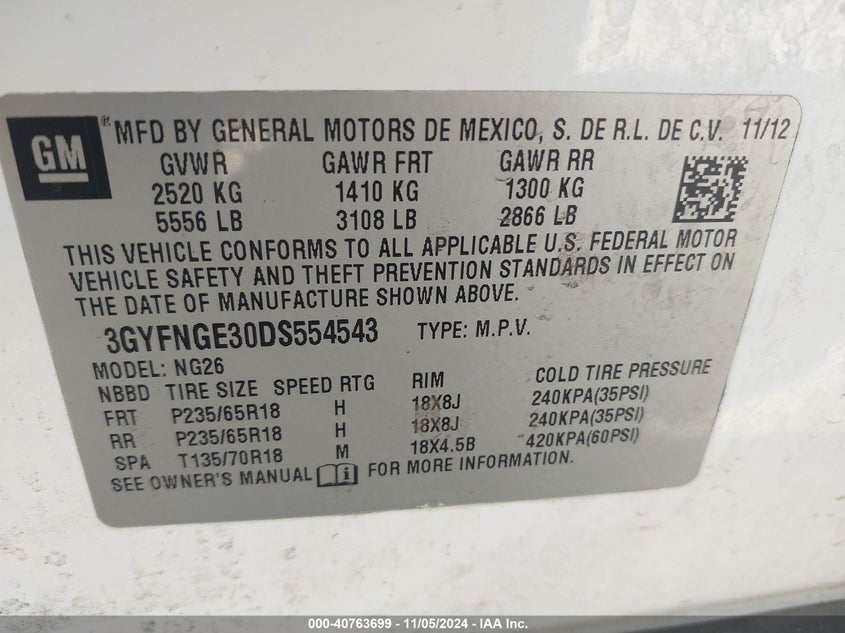 GM ® MFD BY GENERAL MOTORS DE MEXICO, S. DE R.L. DE C.V. 11/12
GVWR GAWR FRT GAWR RR
2520 KG 1410 KG 1300 KG
5556 LB 3108 LB 2866 LB
THIS VEHICLE CONFORMS TO ALL APPLICABLE U.S. FEDERAL MOTOR
VEHICLE SAFETY AND THEFT PREVENTION STANDARDS IN EFFECT ON
THE DATE OF MANUFACTURE SHOWN ABOVE.
3GYFNGE30DS554543 TYPE: M.P.V.
MODEL: NG26
NBBD TIRE SIZE SPEED RTG RIM COLD TIRE PRESSURE
FRT P235/65R18 H 18X8J 240KPA(35PSI)
RR P235/65R18 H 18X8J 240KPA(35PSI)
SPA T135/70R18 M 18X4.5B 420KPA(60PSI)
SEE OWNER'S MANUAL FOR MORE INFORMATION.
000-40763699 - 11/05/2024 - IAA Inc.